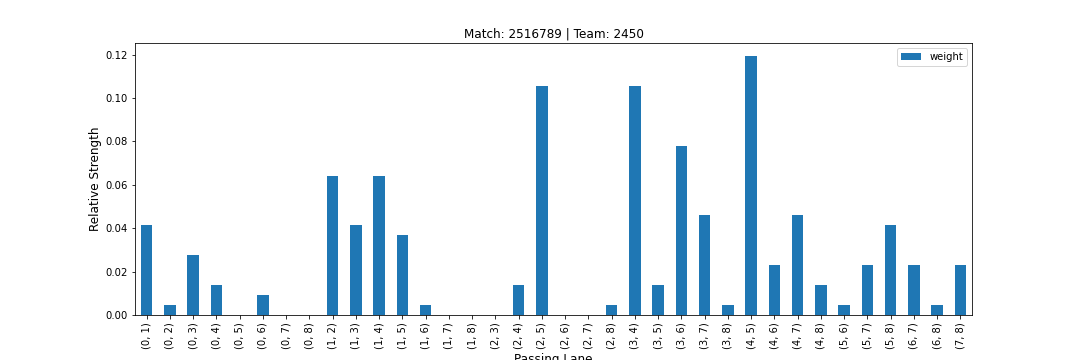 Match: 2516789 | Team: 2450
weight
Relative Strength
0.12
0.10
0.08
0.06
0.04
0.02
0.00
(0, 1) (0, 2) (0, 3) (0, 4) (0, 5) (0, 6) (0, 7) (0, 8) (1, 2) (1, 3) (1, 4) (1, 5) (1, 6) (1, 7) (1, 8) (2, 3) (2, 4) (2, 5) (2, 6) (2, 7) (2, 8) (3, 4) (3, 5) (3, 6) (3, 7) (3, 8) (4, 5) (4, 6) (4, 7) (4, 8) (5, 6) (5, 7) (5, 8) (6, 7) (6, 8) (7, 8)
Passing Lane